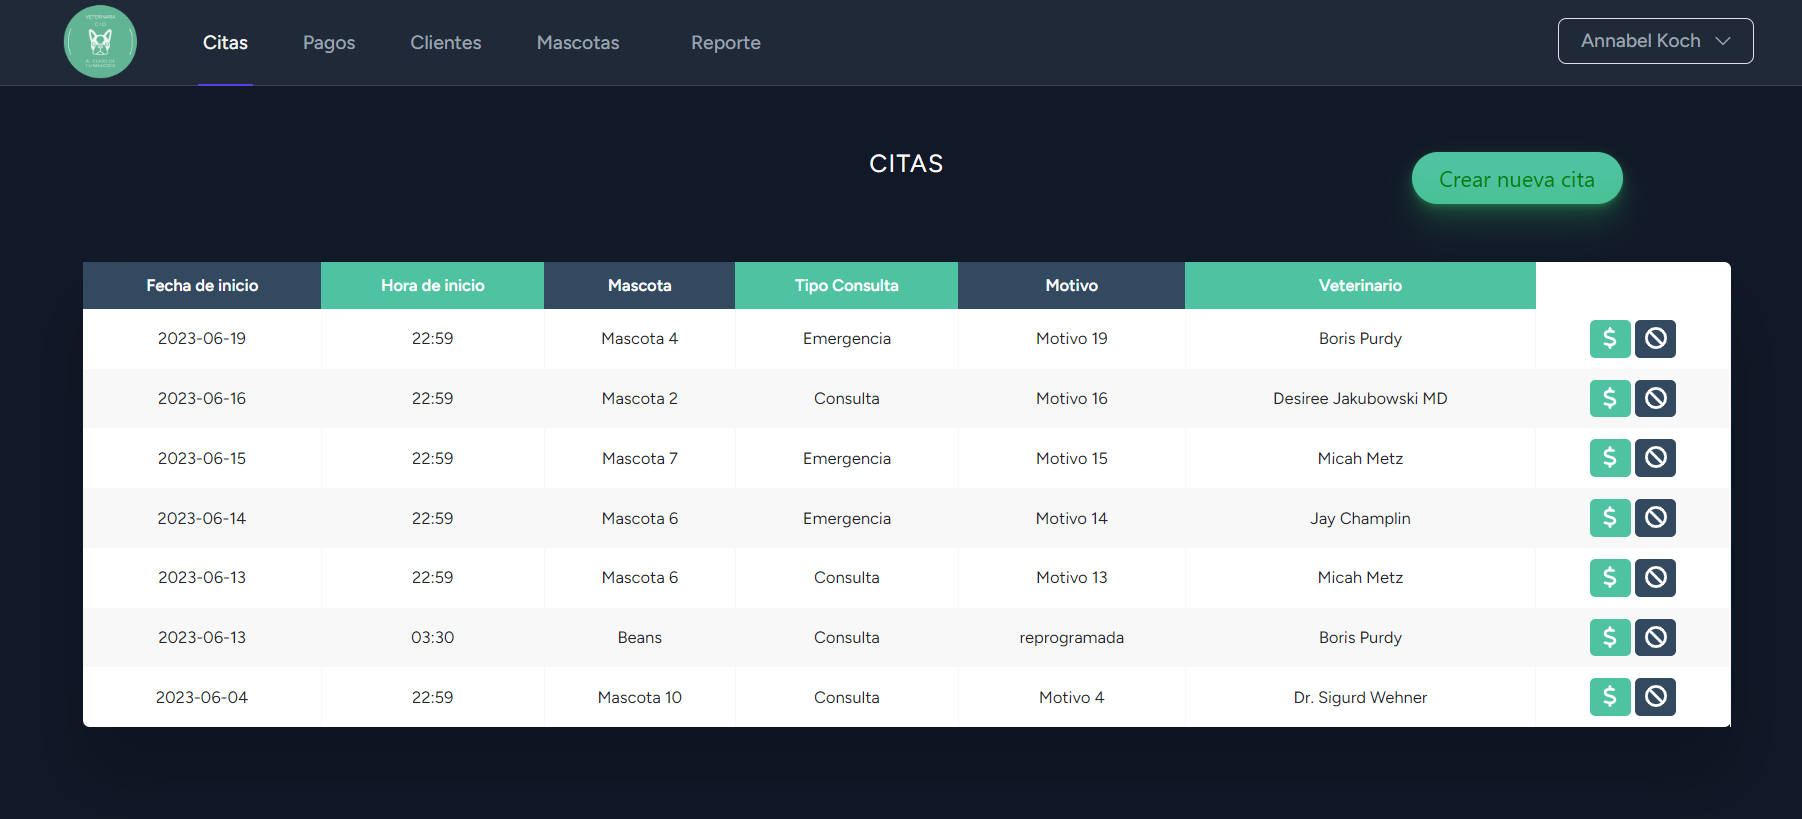 VETERINARIA
CID
Citas
Pagos
Clientes
Mascotas
Reporte
Annabel Koch
CITAS
Crear nueva cita
Fecha de inicio Hora de inicio Mascota Tipo Consulta Motivo Veterinario
2023-06-19 22:59 Mascota 4 Emergencia Motivo 19 Boris Purdy $
2023-06-16 22:59 Mascota 2 Consulta Motivo 16 Desiree Jakubowski MD $
2023-06-15 22:59 Mascota 7 Emergencia Motivo 15 Micah Metz $
2023-06-14 22:59 Mascota 6 Emergencia Motivo 14 Jay Champlin $
2023-06-13 22:59 Mascota 6 Consulta Motivo 13 Micah Metz $
2023-06-13 03:30 Beans Consulta reprogramada Boris Purdy $
2023-06-04 22:59 Mascota 10 Consulta Motivo 4 Dr. Sigurd Wehner $